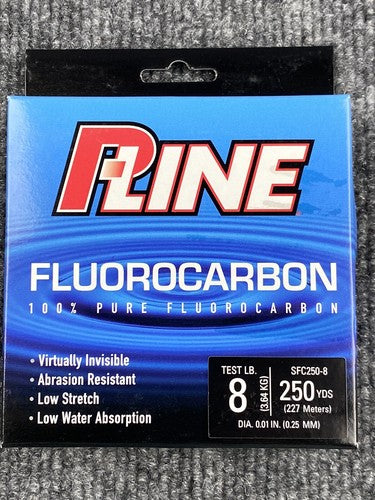 P-LINE
FLUOROCARBON
100% PURE FLUOROCARBON
• Virtually Invisible
• Abrasion Resistant
• Low Stretch
• Low Water Absorption
TEST LB.
8
(3.64 KG)
SFC250-8
250 YDS
(227 Meters)
DIA. 0.01 IN. (0.25 MM)